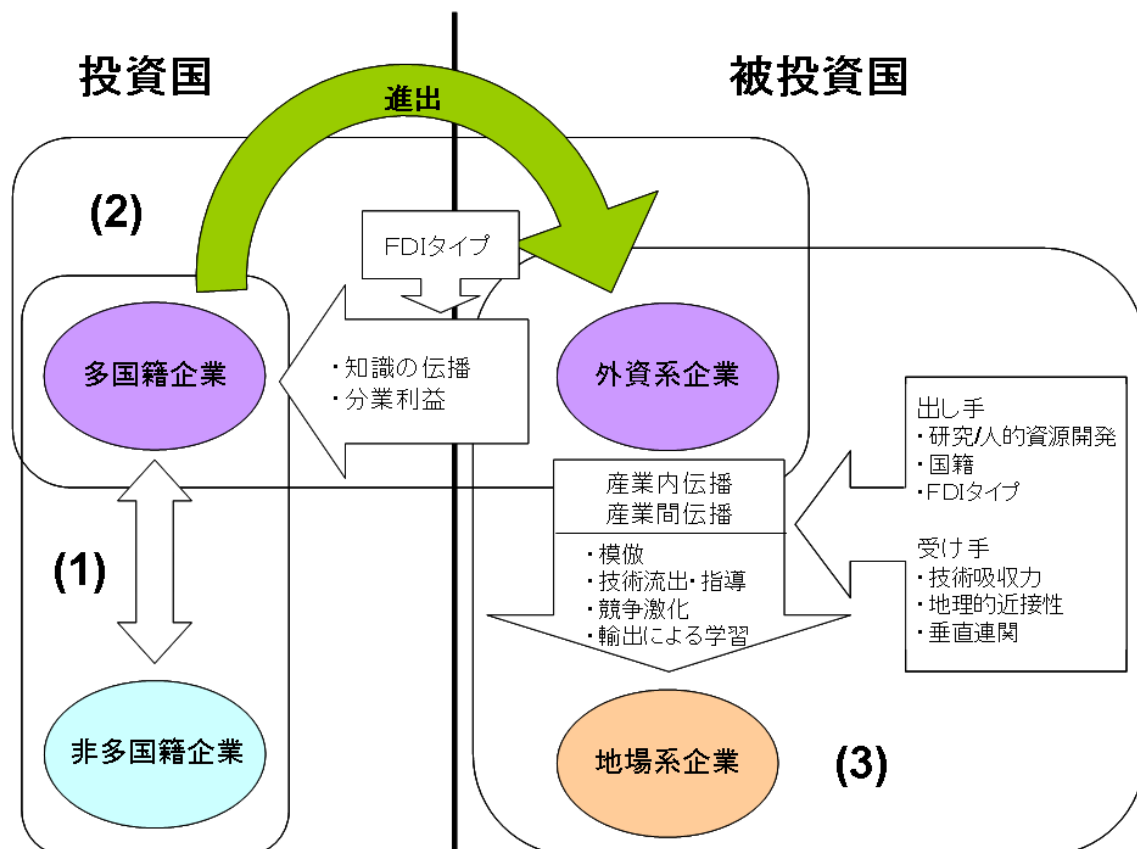 投資国
被投資国
進出
(2)
FDIタイプ
多国籍企業
・知識の伝播
・分業利益
外資系企業
出し手
・研究/人的資源開発
・国籍
・FDIタイプ
受け手
・技術吸収力
・地理的近接性
・垂直連関
産業内伝播
産業間伝播
・模倣
・技術流出・指導
・競争激化
・輸出による学習
(1)
非多国籍企業
地場系企業
(3)